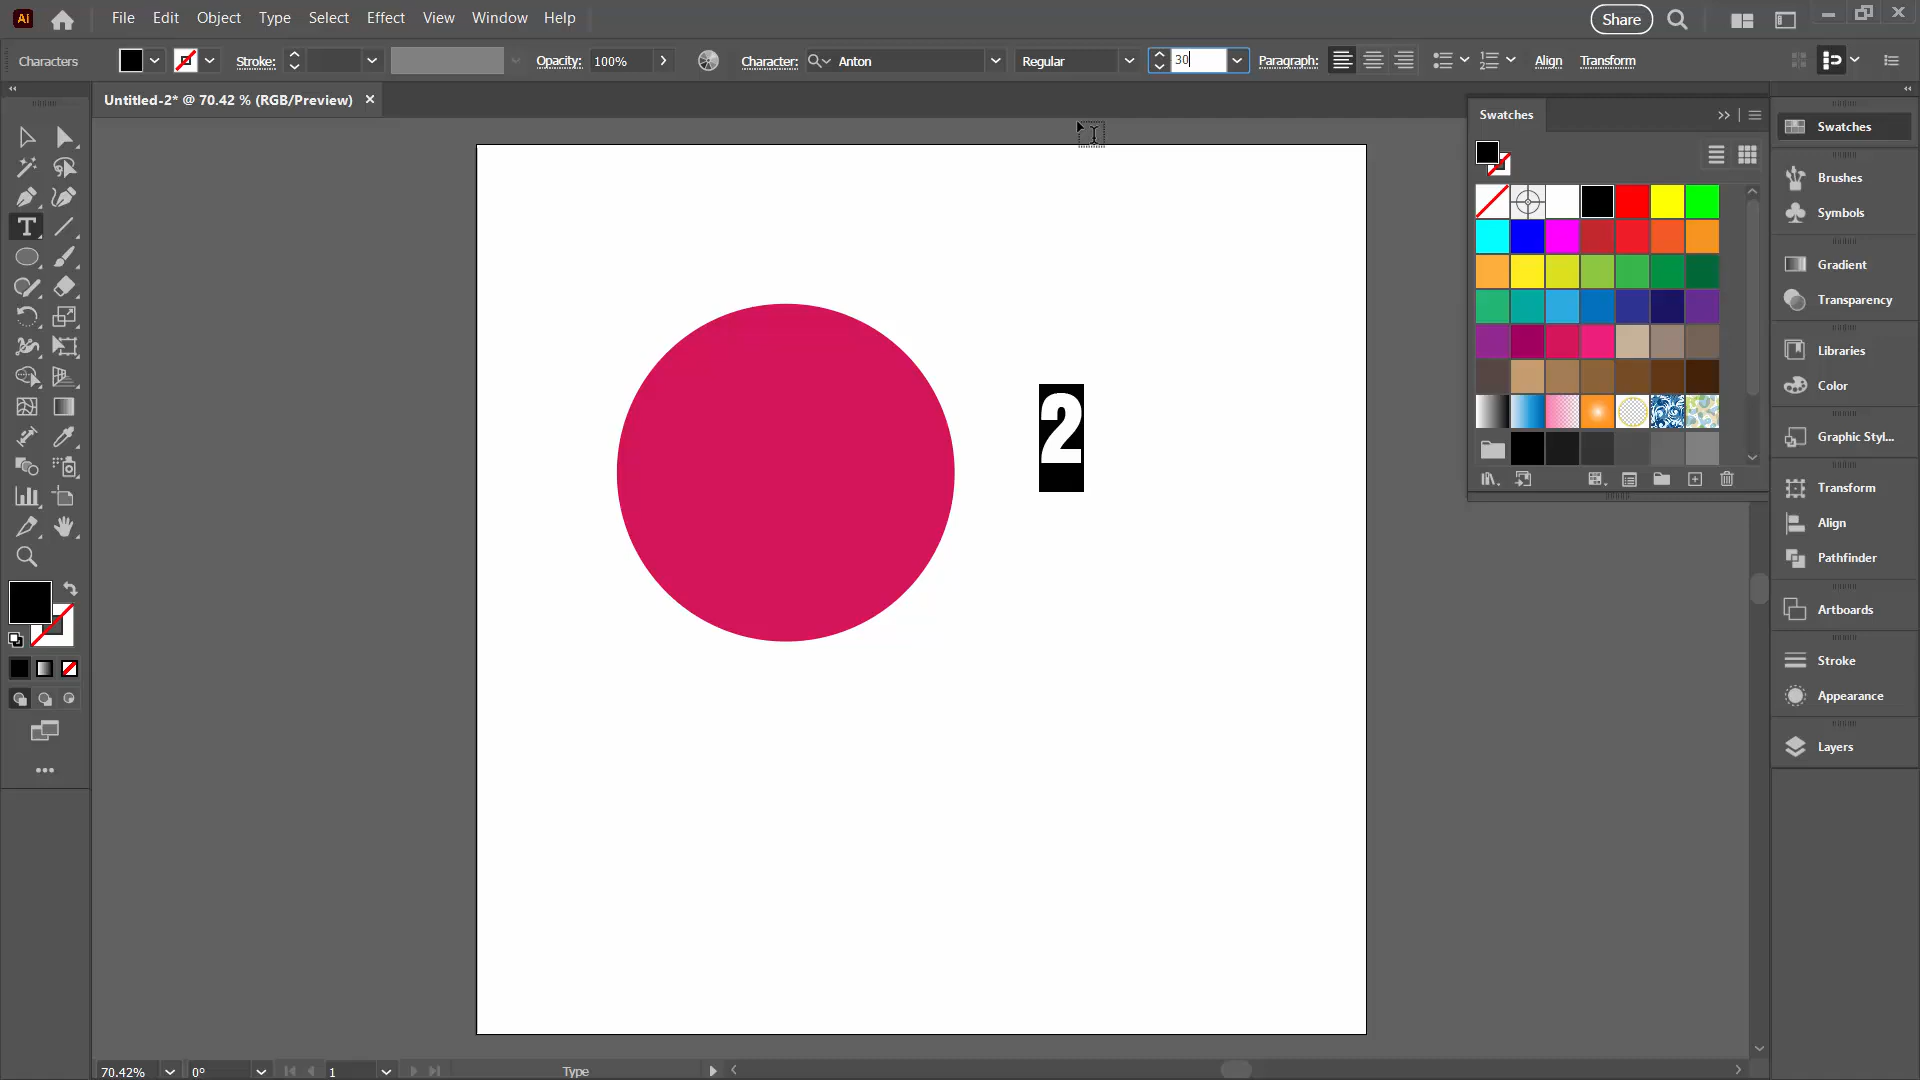 Ai File Edit Object Type Select Effect View Window Help Share
Characters Stroke: Opacity: 100% Character: Anton Regular 30 Paragraph: Align Transform
Untitled-2* @ 70.42 % (RGB/Preview)
Swatches
Swatches
Brushes
Symbols
Gradient
Transparency
Libraries
Color
Graphic Styl...
Transform
Align
Pathfinder
Artboards
Stroke
Appearance
Layers
2
70.42% 0° 1 Type